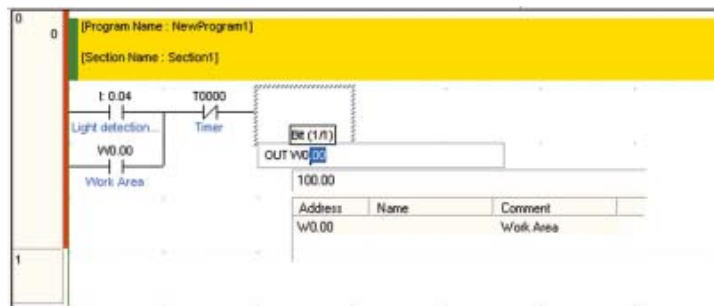 0
0
[Program Name : NewProgram1]
[Section Name : Section1]
I: 0.04
T0000
Light detection...
Timer
W0.00
Work Area
Bit (1/1)
OUT W0.00
100.00
Address Name Comment
W0.00 Work Area
1